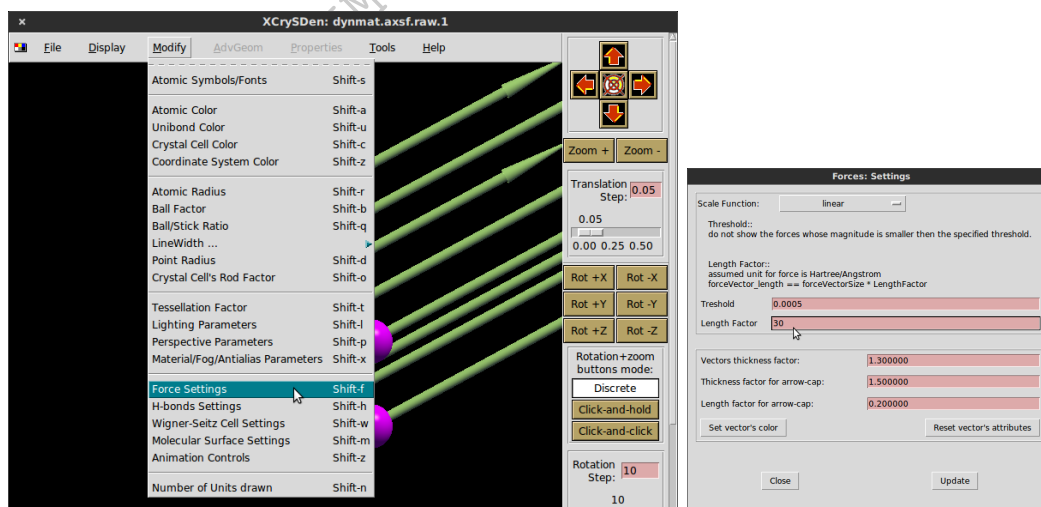 x XCrySDen: dynmat.axsf.raw.1
File Display Modify AdvGeom Properties Tools Help
Atomic Symbols/Fonts Shift-s
Atomic Color Shift-a
Unibond Color Shift-u
Crystal Cell Color Shift-c
Coordinate System Color Shift-z
Atomic Radius Shift-r
Ball Factor Shift-b
Ball/Stick Ratio Shift-q
LineWidth ...
Point Radius Shift-d
Crystal Cell's Rod Factor Shift-o
Tessellation Factor Shift-t
Lighting Parameters Shift-l
Perspective Parameters Shift-p
Material/Fog/Antialias Parameters Shift-x
Force Settings Shift-f
H-bonds Settings Shift-h
Wigner-Seitz Cell Settings Shift-w
Molecular Surface Settings Shift-m
Animation Controls Shift-z
Number of Units drawn Shift-n
Zoom + Zoom -
Translation
Step: 0.05
0.05
0.00 0.25 0.50
Rot +X Rot -X
Rot +Y Rot -Y
Rot +Z Rot -Z
Rotation+zoom
buttons mode:
Discrete
Click-and-hold
Click-and-click
Rotation
Step: 10
10
Forces: Settings
Scale Function: linear
Threshold::
do not show the forces whose magnitude is smaller then the specified threshold.
Length Factor::
assumed unit for force is Hartree/Angstrom
forceVector_length == forceVectorSize * LengthFactor
Treshold 0.0005
Length Factor 30
Vectors thickness factor: 1.300000
Thickness factor for arrow-cap: 1.500000
Length factor for arrow-cap: 0.200000
Set vector's color Reset vector's attributes
Close Update